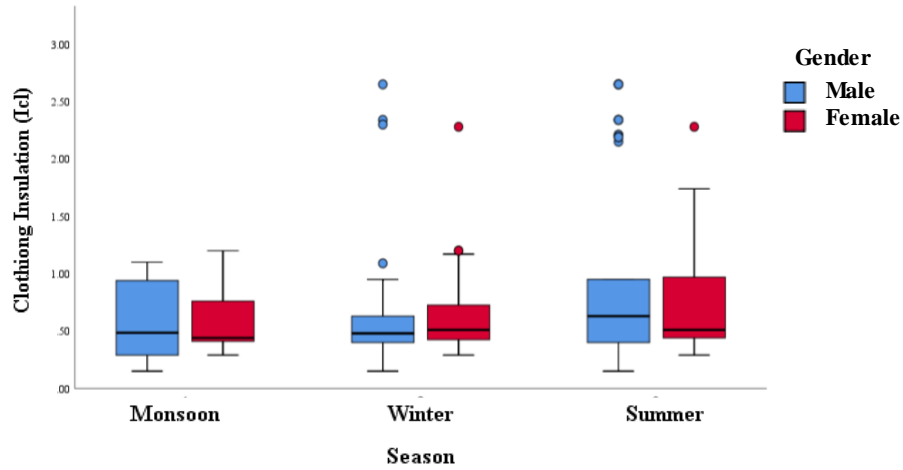 Clothiong Insulation (Icl)
3.00
2.50
2.00
1.50
1.00
.50
.00
Monsoon
Winter
Summer
Season
Gender
Male
Female